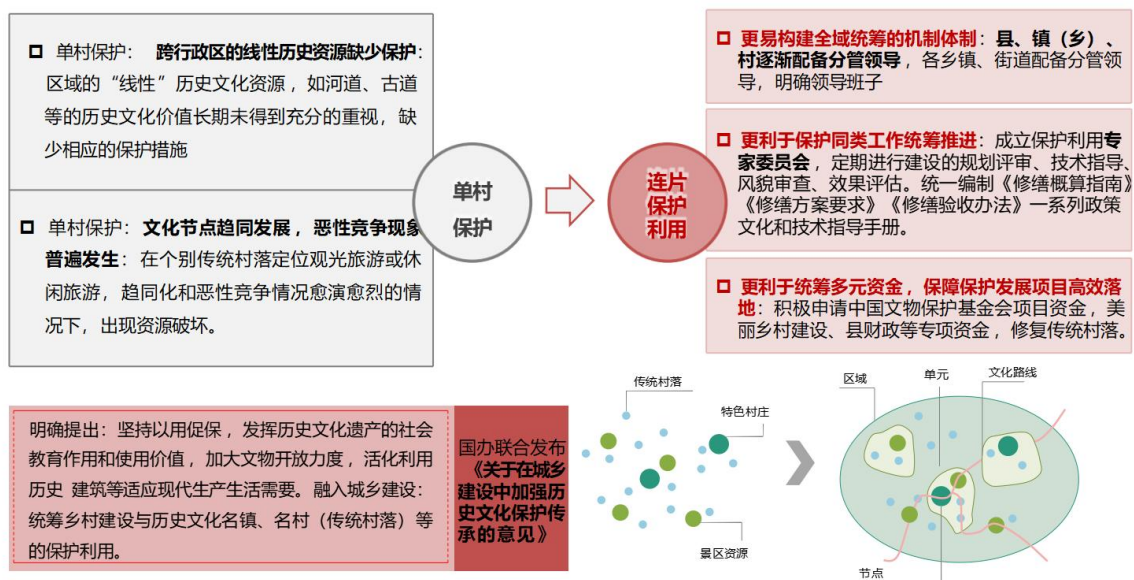 单村保护： 跨行政区的线性历史资源缺少保护：
区域的“线性”历史文化资源，如河道、古道
等的历史文化价值长期未得到充分的重视，缺
少相应的保护措施
单村保护：文化节点趋同发展，恶性竞争现象
普遍发生：在个别传统村落定位观光旅游或休
闲旅游，趋同化和恶性竞争情况愈演愈烈的情
况下，出现资源破坏。
单村
保护
连片
保护
利用
更易构建全域统筹的机制体制：县、镇（乡）、
村逐渐配备分管领导，各乡镇、街道配备分管领
导，明确领导班子
更利于保护同类工作统筹推进：成立保护利用专
家委员会，定期进行建设的规划评审、技术指导、
风貌审查、效果评估。统一编制《修缮概算指南》
《修缮方案要求》《修缮验收办法》一系列政策
文化和技术指导手册。
更利于统筹多元资金，保障保护发展项目高效落
地：积极申请中国文物保护基金会项目资金，美
丽乡村建设、县财政等专项资金，修复传统村落。
明确提出：坚持以用促保，发挥历史文化遗产的社会
教育作用和使用价值，加大文物开放力度，活化利用
历史 建筑等适应现代生产生活需要。融入城乡建设：
统筹乡村建设与历史文化名镇、名村（传统村落）等
的保护利用。
国办联合发布
《关于在城乡
建设中加强历
史文化保护传
承的意见》
传统村落
特色村庄
景区资源
区域
单元
文化路线
节点